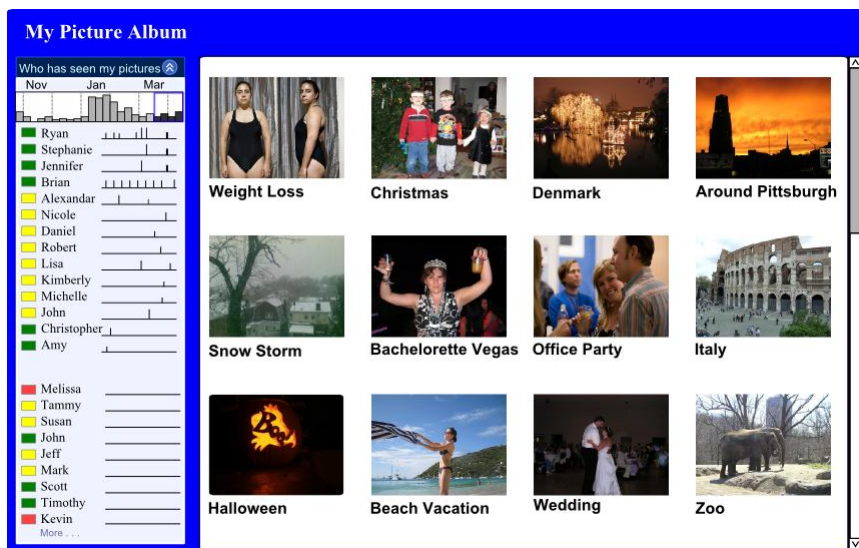 My Picture Album
Who has seen my pictures
Nov Jan Mar
Ryan
Stephanie
Jennifer
Brian
Alexandar
Nicole
Daniel
Robert
Lisa
Kimberly
Michelle
John
Christopher
Amy
Melissa
Tammy
Susan
John
Jeff
Mark
Scott
Timothy
Kevin
More . . .
Weight Loss
Christmas
Denmark
Around Pittsburgh
Snow Storm
Bachelorette Vegas
Office Party
Italy
Halloween
Beach Vacation
Wedding
Zoo